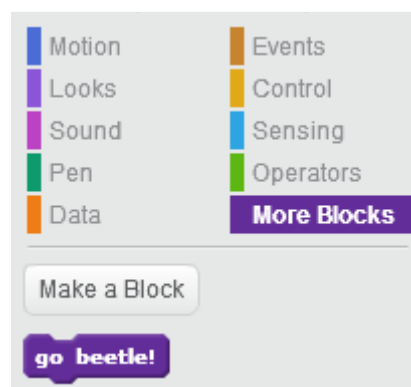 Motion
Looks
Sound
Pen
Data
Events
Control
Sensing
Operators
More Blocks
Make a Block
go beetle!